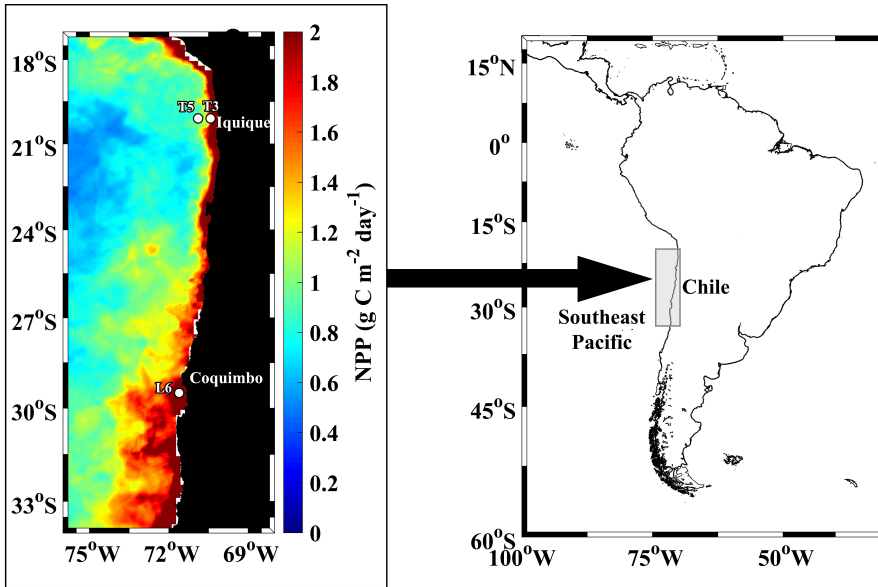 18°S
21°S
24°S
27°S
30°S
33°S
75°W 72°W 69°W
T5 T3
Iquique
Coquimbo
L6
2
1.8
1.6
1.4
1.2
1
0.8
0.6
0.4
0.2
0
NPP (g C m⁻² day⁻¹)
15°N
0°
15°S
30°S
45°S
60°S
100°W 75°W 50°W
Chile
Southeast
Pacific